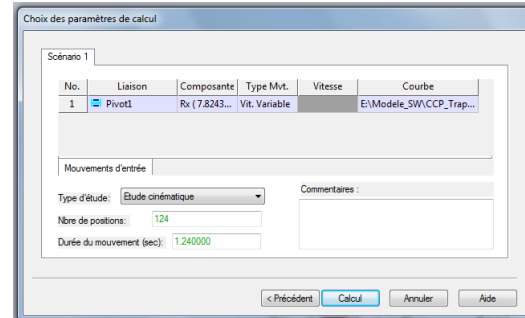 Choix des paramètres de calcul
Scénario 1
No. Liaison Composante Type Mvt. Vitesse Courbe
1 Pivot1 Rx ( 7.8243... Vit. Variable E:\Modele_SW\CCP_Trap...
Mouvements d'entrée
Type d'étude: Etude cinématique Commentaires :
Nbre de positions: 124
Durée du mouvement (sec): 1.240000
< Précédent Calcul Annuler Aide